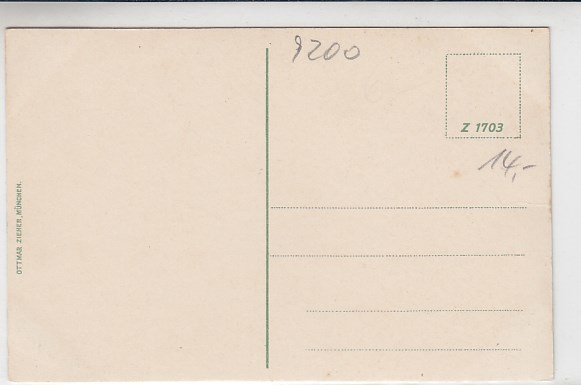 9200
Z 1703
14,-
OTTMAR ZIEHER, MÜNCHEN.